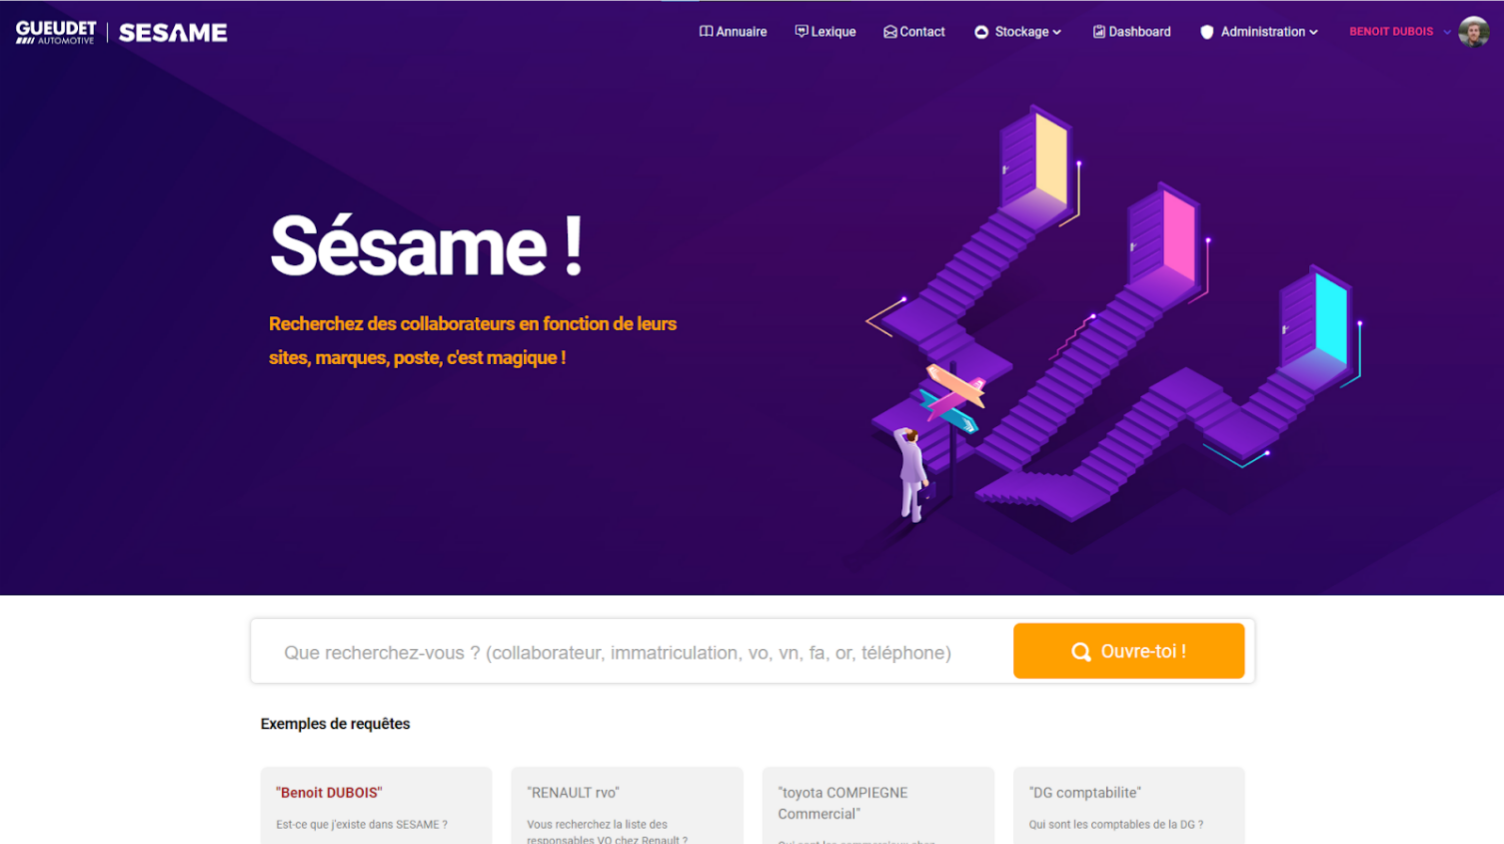 GUEUDET AUTOMOTIVE SESAME
Annuaire Lexique Contact Stockage Dashboard Administration BENOIT DUBOIS
Sésame !
Recherchez des collaborateurs en fonction de leurs
sites, marques, poste, c'est magique !
Que recherchez-vous ? (collaborateur, immatriculation, vo, vn, fa, or, téléphone)
Ouvre-toi !
Exemples de requêtes
"Benoit DUBOIS"
Est-ce que j'existe dans SESAME ?
"RENAULT rvo"
Vous recherchez la liste des
responsables VO chez Renault ?
"toyota COMPIEGNE
Commercial"
"DG comptabilite"
Qui sont les comptables de la DG ?